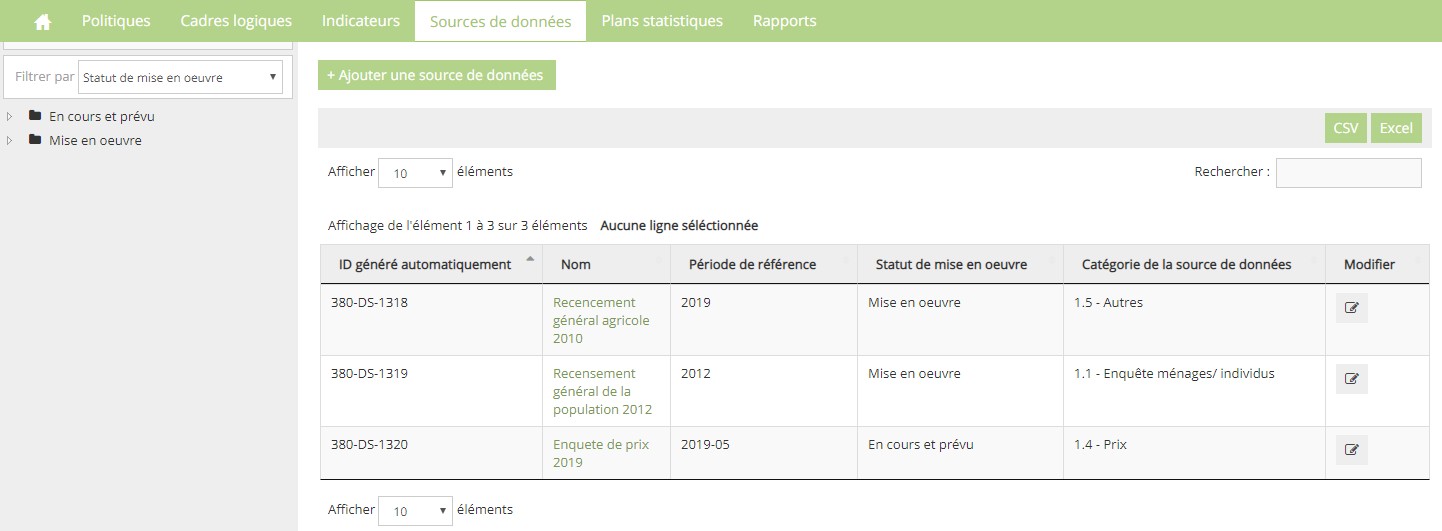 Politiques Cadres logiques Indicateurs Sources de données Plans statistiques Rapports
Filtrer par Statut de mise en oeuvre
En cours et prévu
Mise en oeuvre
+ Ajouter une source de données
CSV Excel
Afficher 10 éléments Rechercher :
Affichage de l'élément 1 à 3 sur 3 éléments Aucune ligne séléctionnée
ID généré automatiquement Nom Période de référence Statut de mise en oeuvre Catégorie de la source de données Modifier
380-DS-1318 Recencement 2019 Mise en oeuvre 1.5 - Autres
général agricole
2010
380-DS-1319 Recensement 2012 Mise en oeuvre 1.1 - Enquête ménages/ individus
général de la
population 2012
380-DS-1320 Enquete de prix 2019-05 En cours et prévu 1.4 - Prix
2019
Afficher 10 éléments